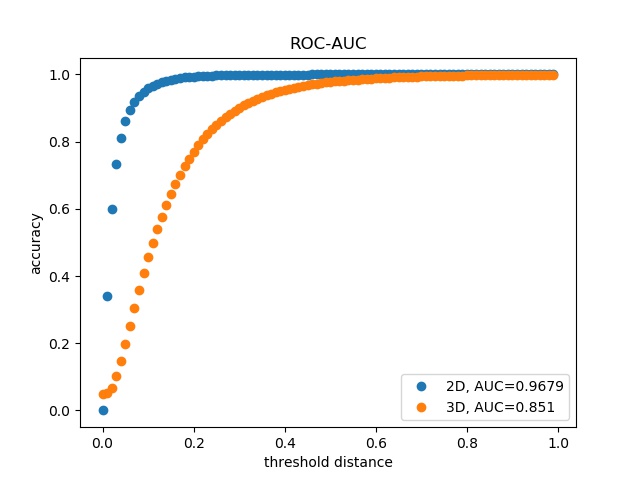 ROC-AUC
accuracy
1.0
0.8
0.6
0.4
0.2
0.0
2D, AUC=0.9679
3D, AUC=0.851
0.0 0.2 0.4 0.6 0.8 1.0
threshold distance